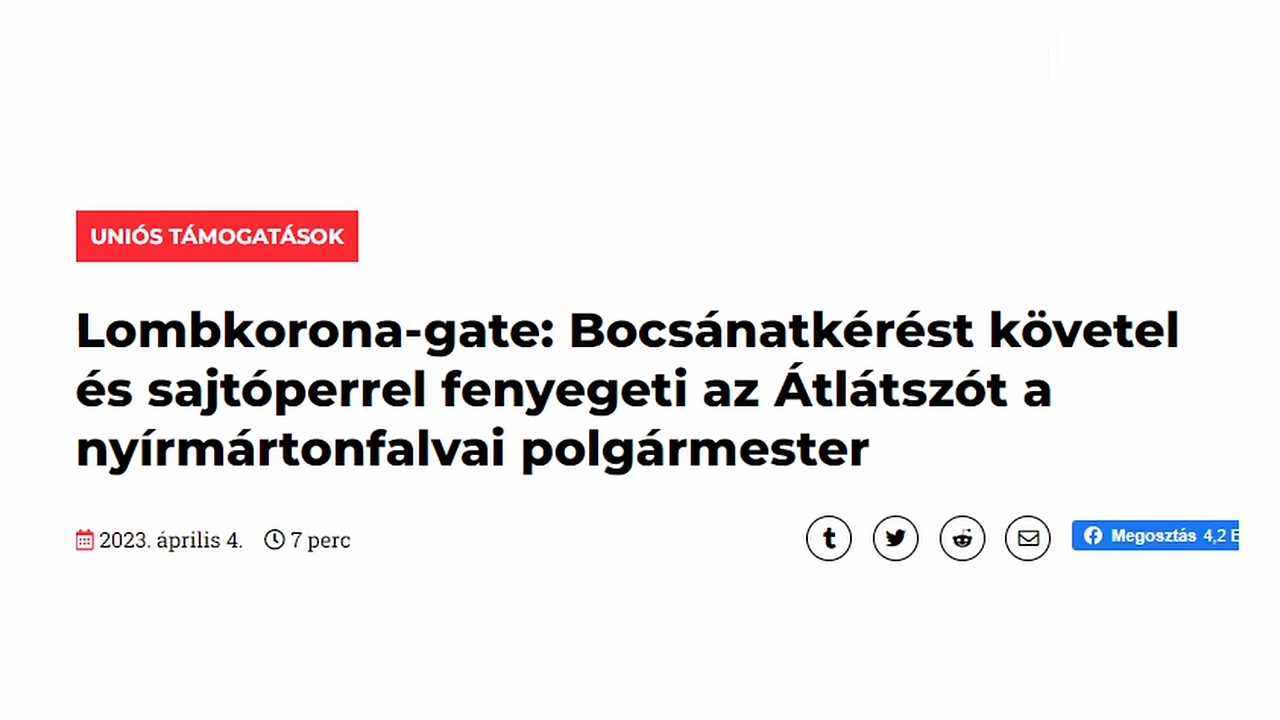 UNIÓS TÁMOGATÁSOK
Lombkorona-gate: Bocsánatkérést követel
és sajtóperrel fenyegeti az Átlátszót a
nyírmártonfalvai polgármester
2023. április 4. 7 perc
Megosztás 4,2 E